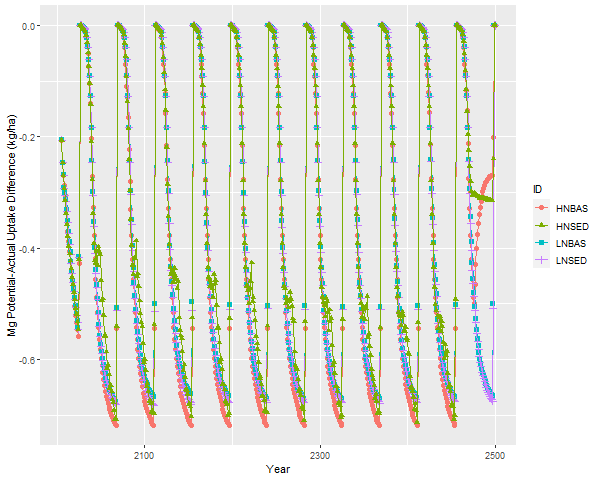 Mg Potential-Actual Uptake Difference (kg/ha)
0.0
-0.2
-0.4
-0.6
2100
2300
2500
Year
ID
HNBAS
HNSED
LNBAS
LNSED